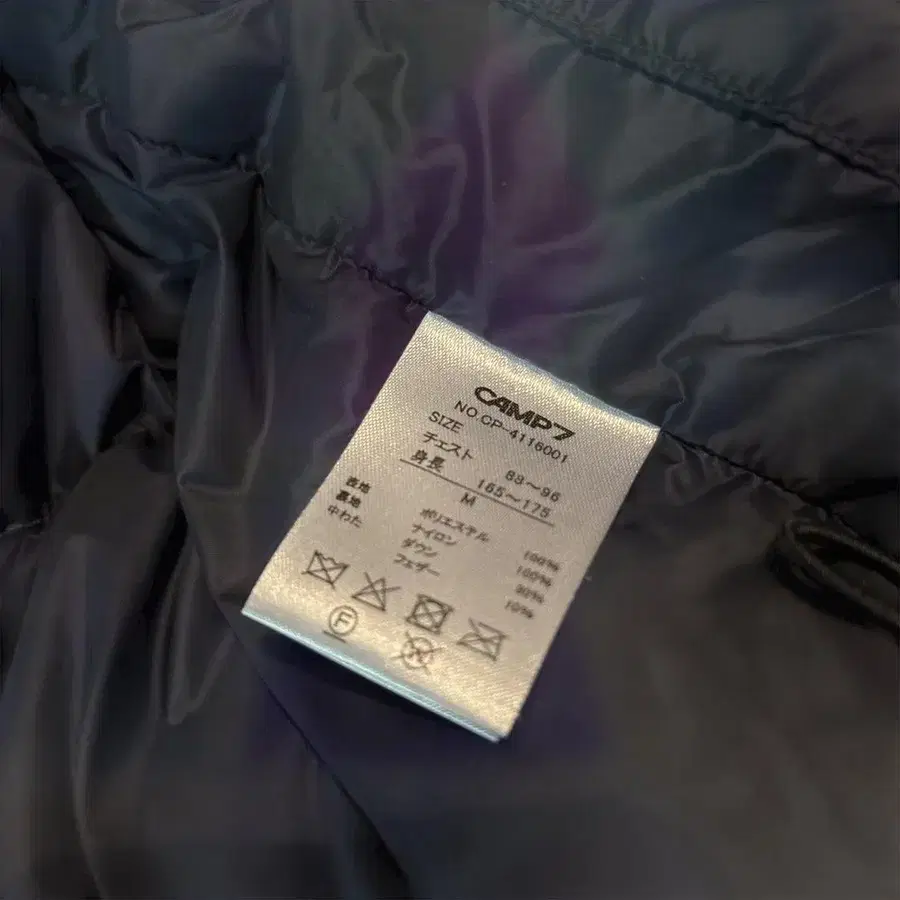 CAMP7
NO.CP-4116001
SIZE
チェスト 88～96
身長 165～175
M
表地 ポリエステル 100%
裏地 ナイロン 100%
中わた ダウン 90%
フェザー 10%
F
W